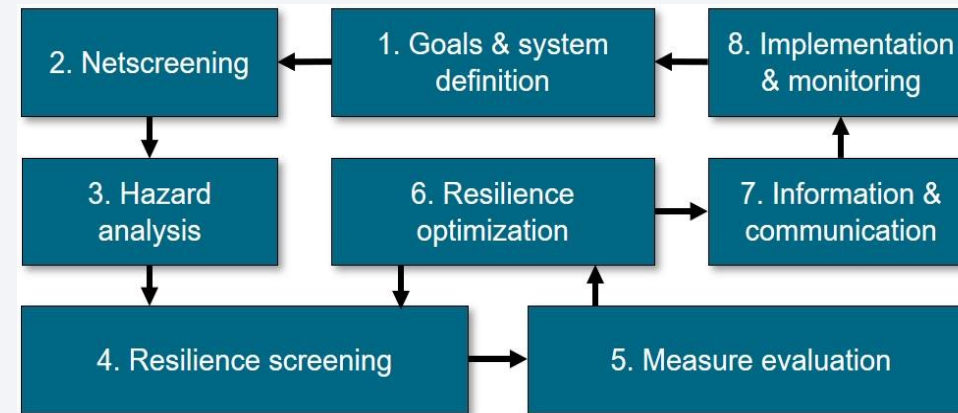 1. Goals & system
definition
2. Netscreening
3. Hazard
analysis
4. Resilience screening
5. Measure evaluation
6. Resilience
optimization
7. Information &
communication
8. Implementation
& monitoring